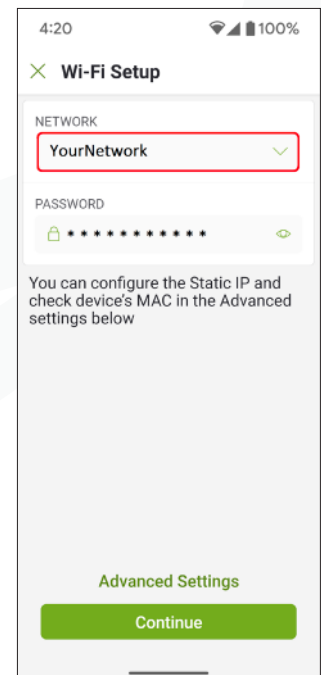 4:20 100%
Wi-Fi Setup
NETWORK
YourNetwork
PASSWORD
***********
You can configure the Static IP and
check device's MAC in the Advanced
settings below
Advanced Settings
Continue